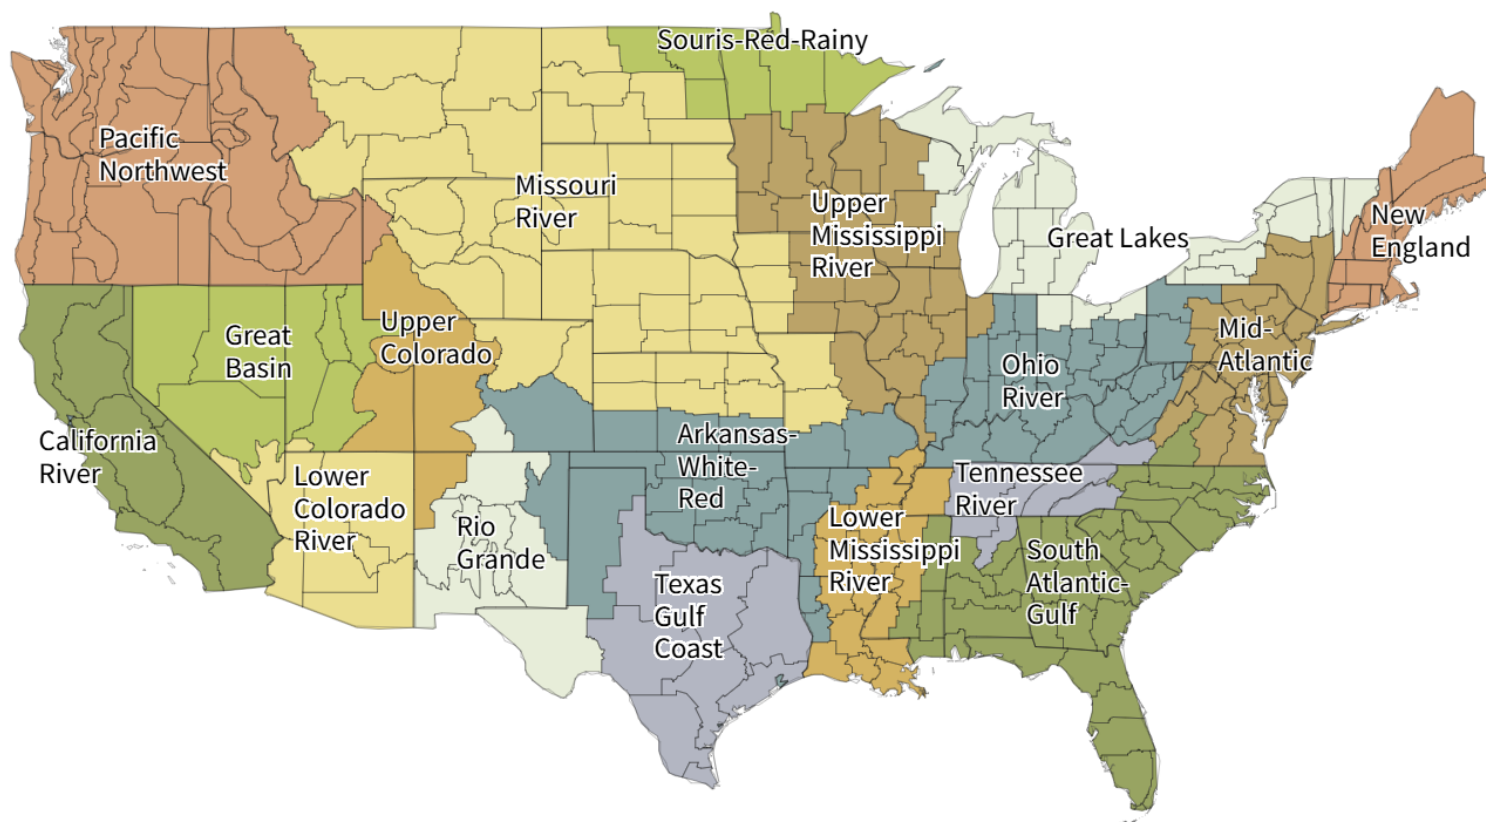 Souris-Red-Rainy
Pacific
Northwest
Missouri
River
Upper
Mississippi
River
Great Lakes
New
England
Great
Basin
Upper
Colorado
Ohio
River
Mid-
Atlantic
California
River
Lower
Colorado
River
Rio
Grande
Arkansas-
White-
Red
Tennessee
River
Lower
Mississippi
River
South
Atlantic-
Gulf
Texas
Gulf
Coast